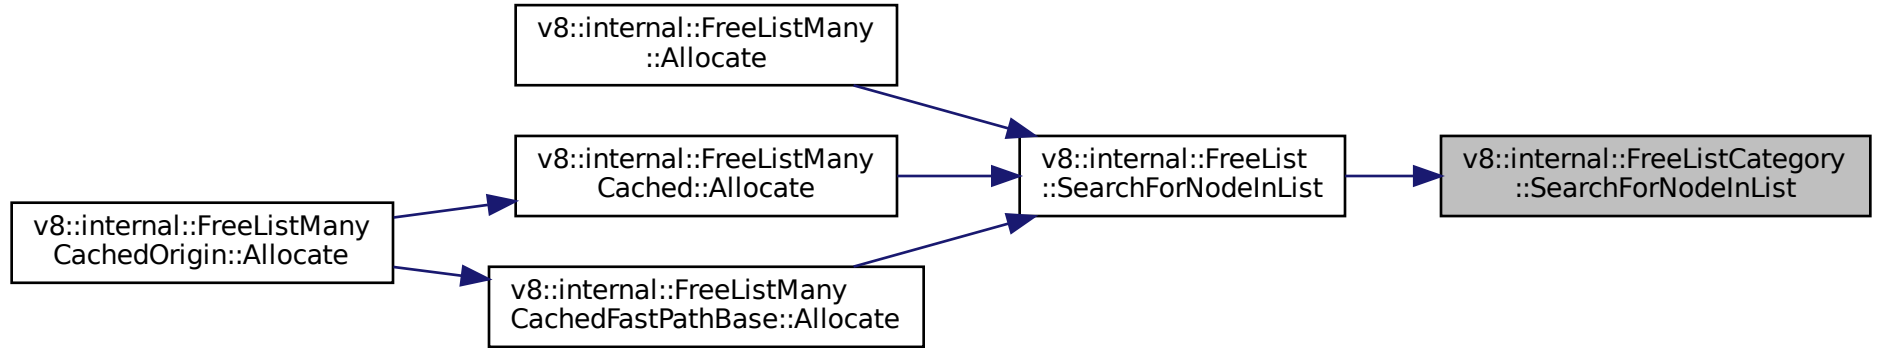 v8::internal::FreeListMany
::Allocate
v8::internal::FreeListMany
Cached::Allocate
v8::internal::FreeList
::SearchForNodeInList
v8::internal::FreeListCategory
::SearchForNodeInList
v8::internal::FreeListMany
CachedOrigin::Allocate
v8::internal::FreeListMany
CachedFastPathBase::Allocate